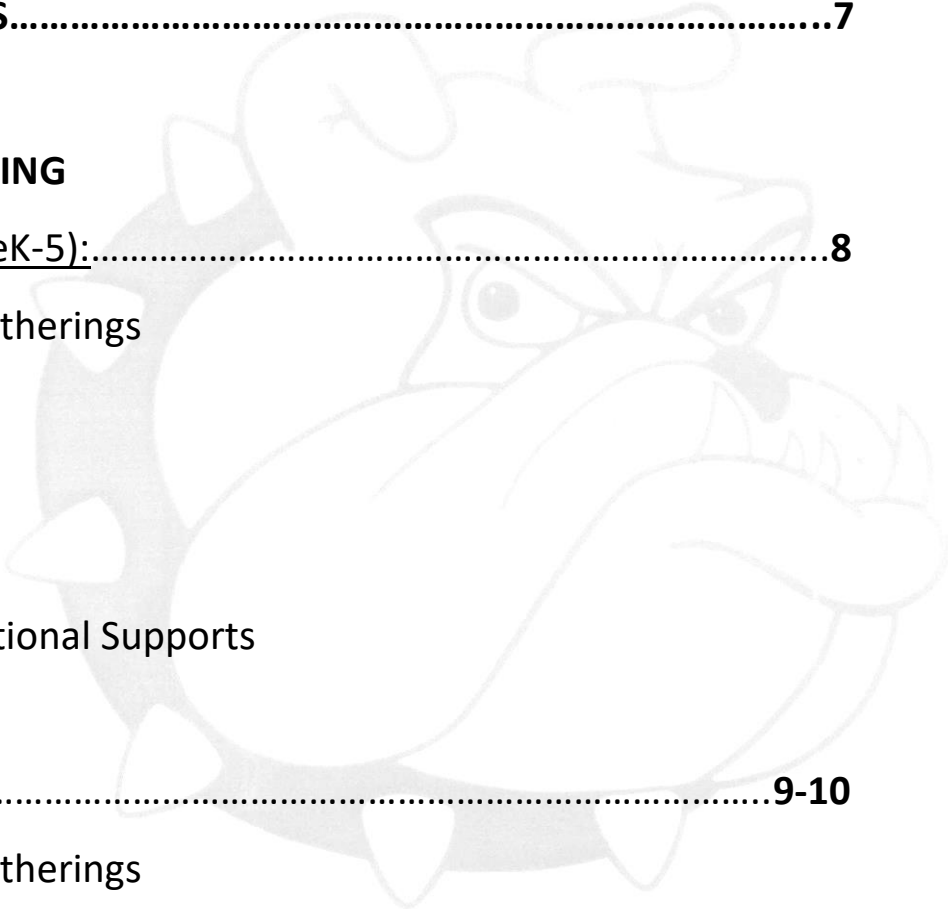 S……………………………………………………………………………...7
ING
eK-5):……………………………………………………………………...8
therings
tional Supports
………………………………………………………………………..9-10
therings